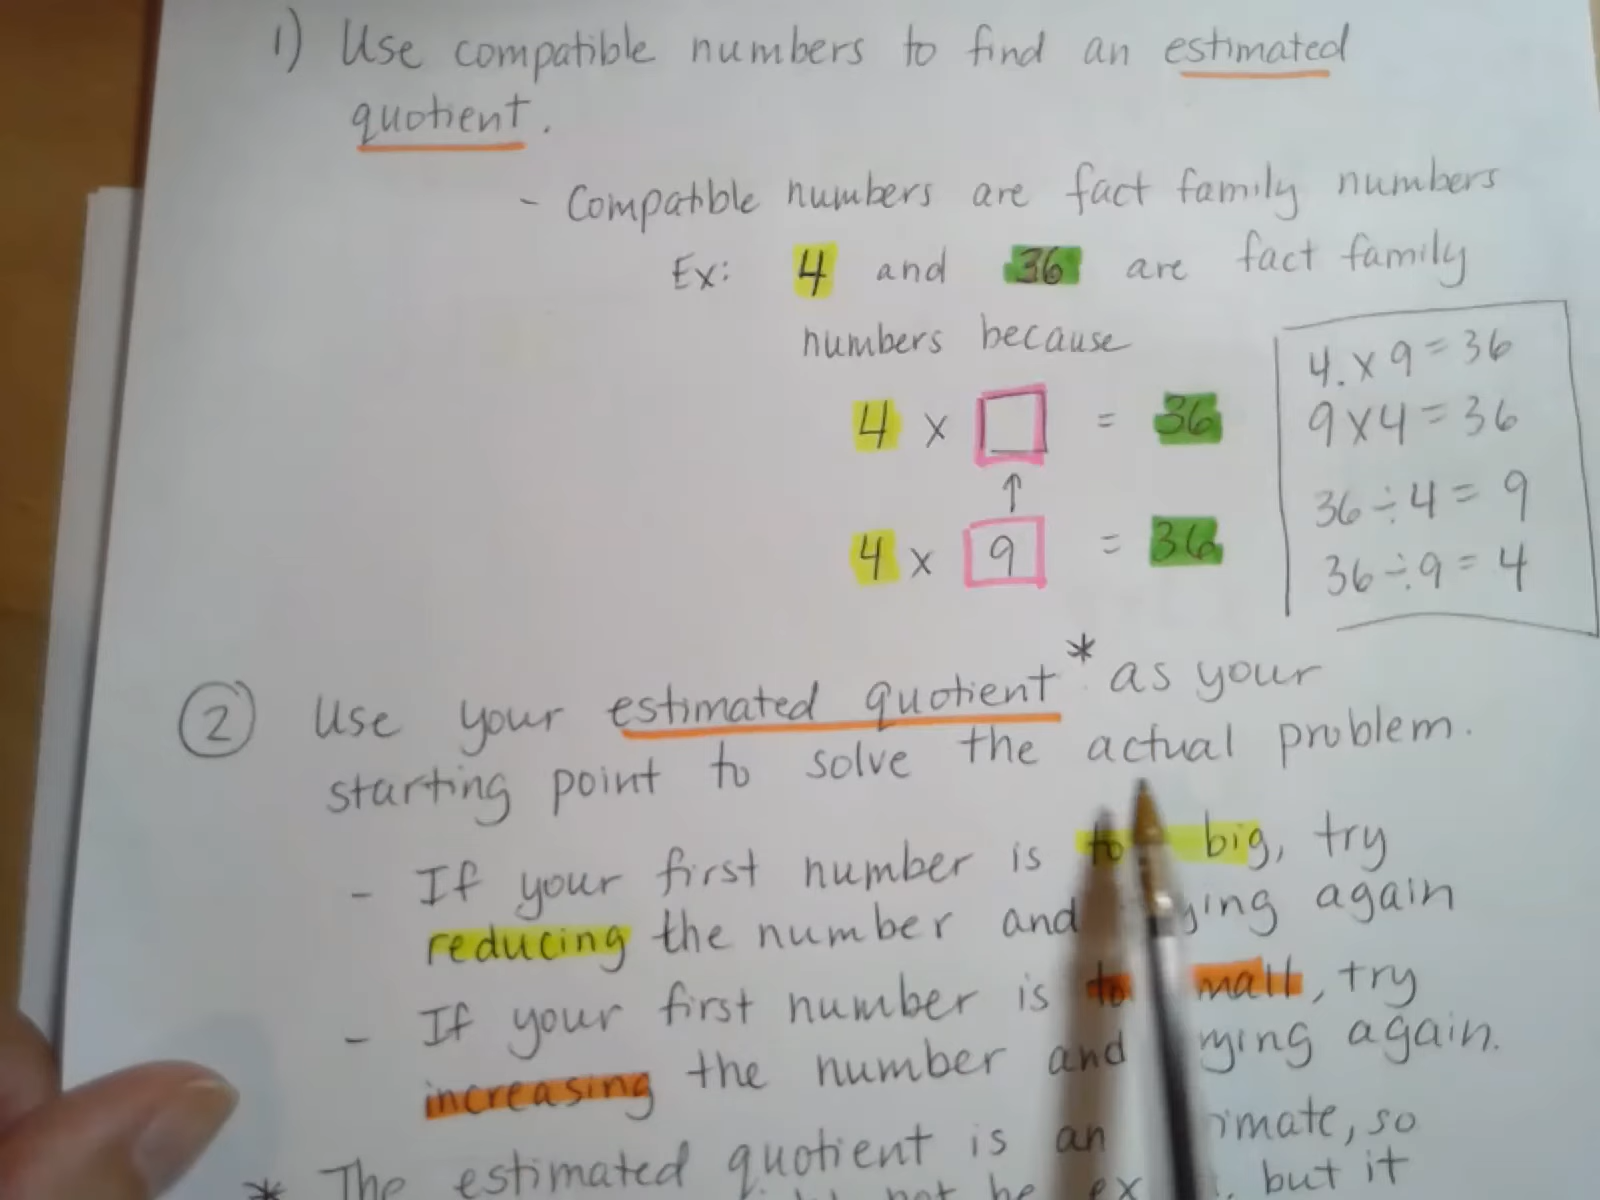 1) Use compatible numbers to find an estimated
quotient.
- Compatible numbers are fact family numbers
Ex: 4 and 36 are fact family
numbers because
4 x □ = 36
↑
4 x 9 = 36
4. x 9 = 36
9 x 4 = 36
36 ÷ 4 = 9
36 ÷ 9 = 4
2 Use your estimated quotient* as your
starting point to solve the actual problem.
- If your first number is big, try
reducing the number and again
- If your first number is try
increasing the number and again.
* The estimated quotient is an so
not be but it